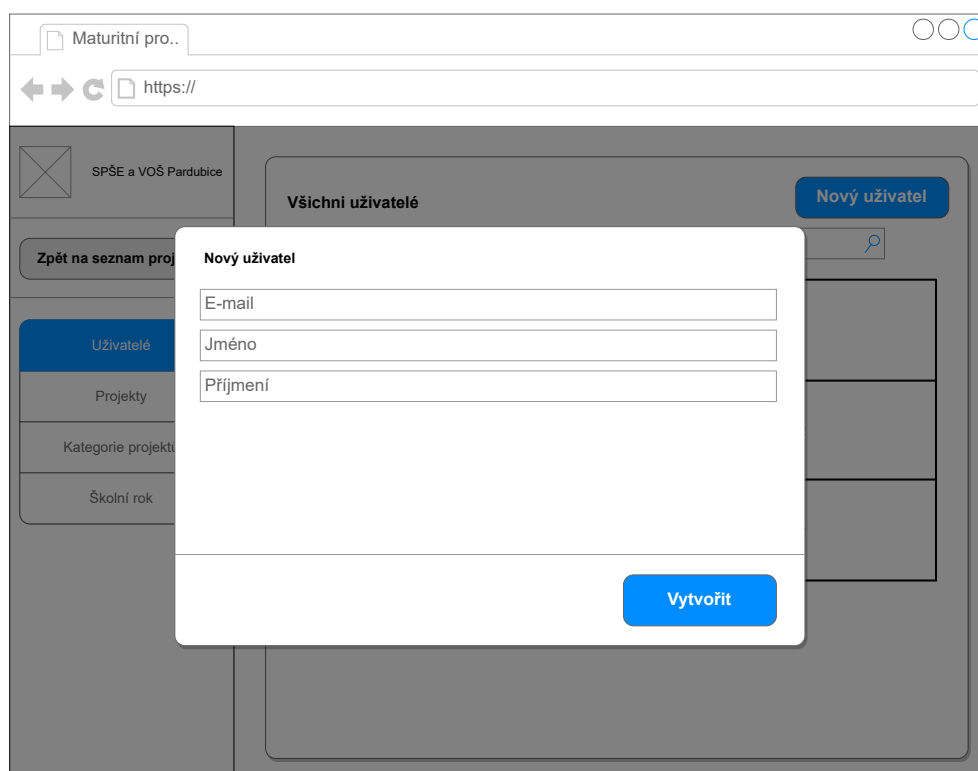 Maturitní pro..
https://
SPŠE a VOŠ Pardubice
Všichni uživatelé
Nový uživatel
Zpět na seznam proj
Nový uživatel
E-mail
Jméno
Příjmení
Uživatelé
Projekty
Kategorie projektů
Školní rok
Vytvořit